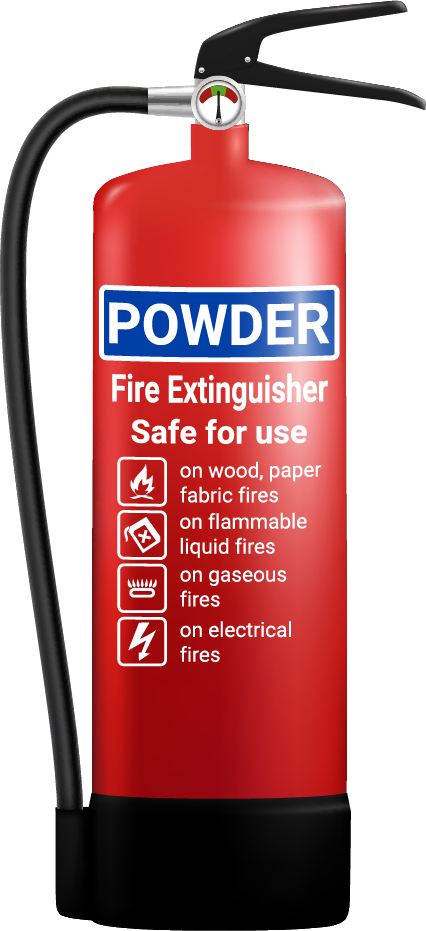 POWDER
Fire Extinguisher
Safe for use
on wood, paper
fabric fires
on flammable
liquid fires
on gaseous
fires
on electrical
fires